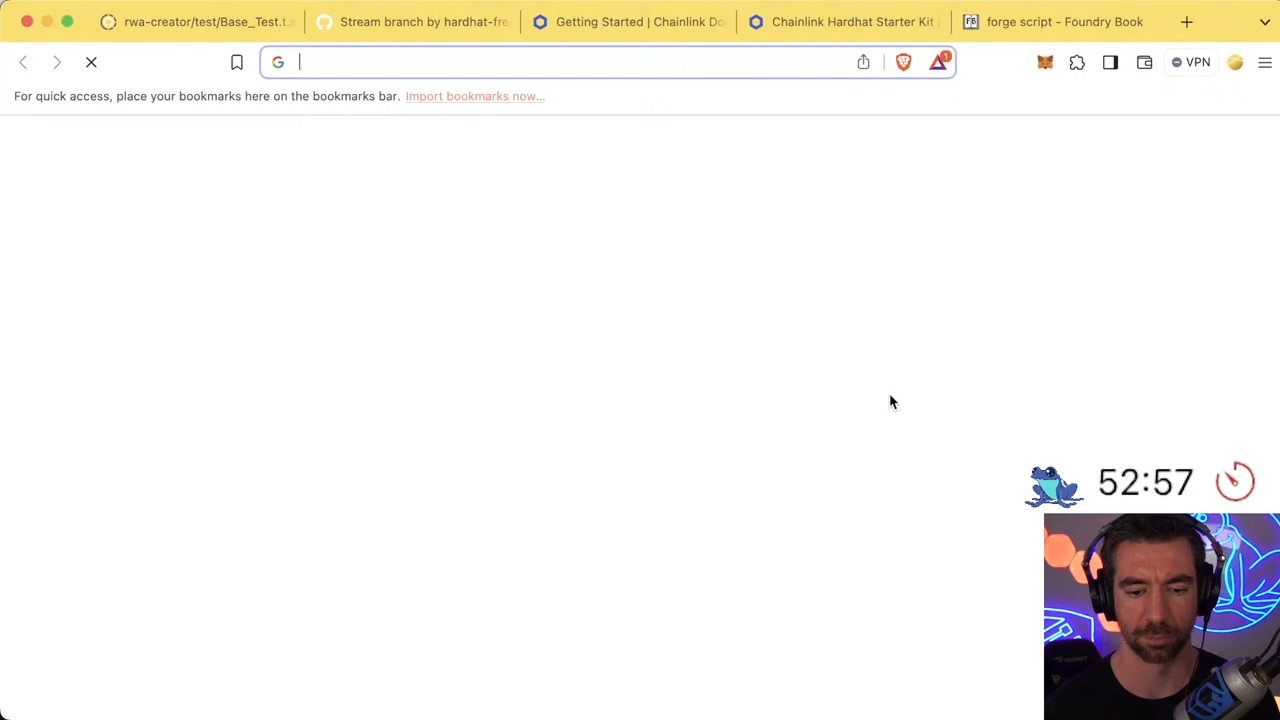 rwa-creator/test/Base_Test.t.s
Stream branch by hardhat-fre
Getting Started | Chainlink Do
Chainlink Hardhat Starter Kit |
forge script - Foundry Book
1
VPN
For quick access, place your bookmarks here on the bookmarks bar. Import bookmarks now...
52:57